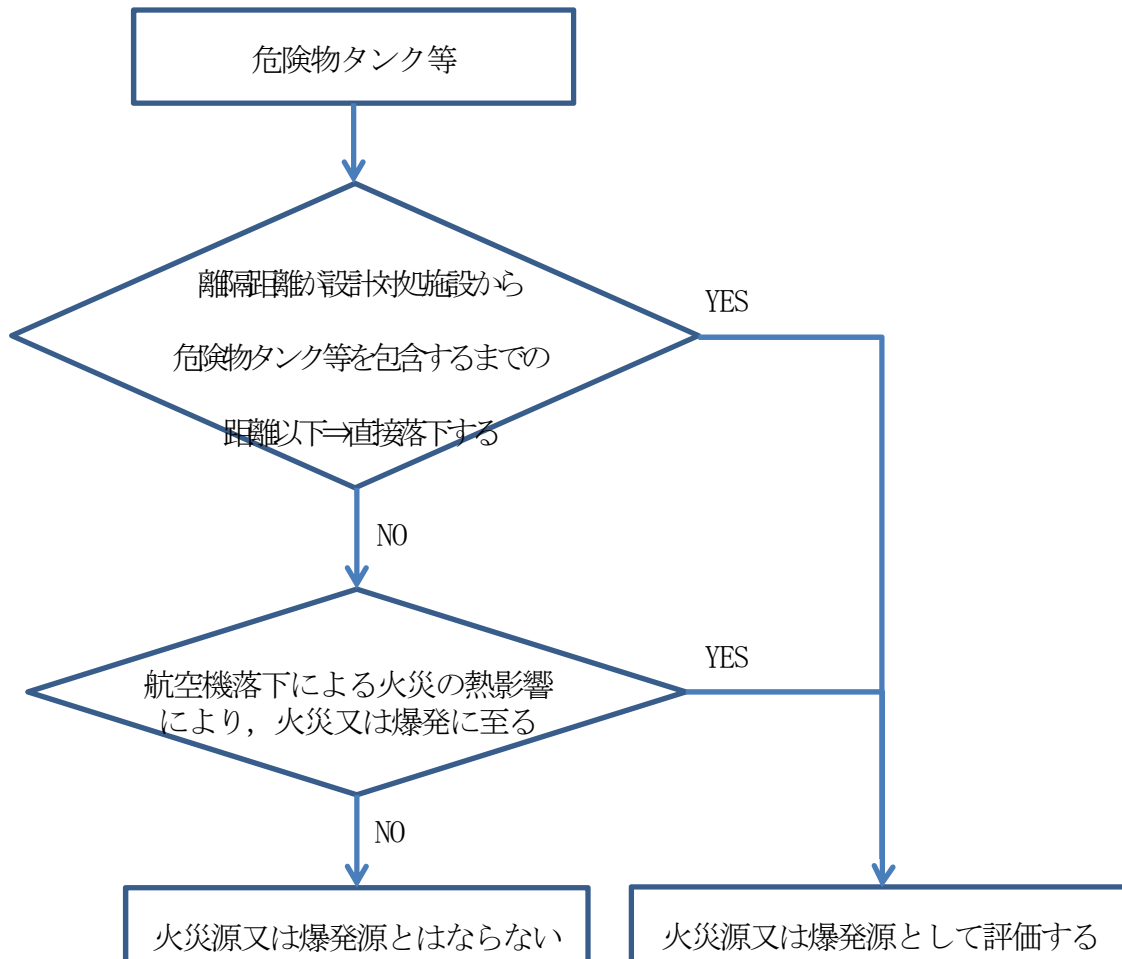 危険物タンク等
離隔距離が設計対処施設から
危険物タンク等を包含するまでの
距離以下⇒直接落下する
YES
NO
航空機落下による火災の熱影響
により，火災又は爆発に至る
YES
NO
火災源又は爆発源とはならない
火災源又は爆発源として評価する